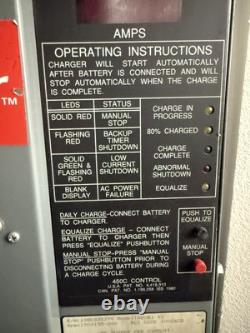 AMPS
OPERATING INSTRUCTIONS
CHARGER WILL START AUTOMATICALLY
AFTER BATTERY IS CONNECTED AND WILL
STOP AUTOMATICALLY WHEN THE CHARGE
IS COMPLETE.
LEDS STATUS
SOLID RED MANUAL STOP
FLASHING RED BACKUP TIMER SHUTDOWN
SOLID GREEN & FLASHING RED LOW CURRENT SHUTDOWN
BLANK DISPLAY AC POWER FAILURE
CHARGE IN PROGRESS
80% CHARGED
CHARGE COMPLETE
ABNORMAL SHUTDOWN
EQUALIZE
DAILY CHARGE-CONNECT BATTERY
TO CHARGER.
EQUALIZE CHARGE - CONNECT
BATTERY TO CHARGER THEN
PRESS "EQUALIZE" PUSHBUTTON
MANUAL STOP-PRESS "MANUAL
STOP" PUSHBUTTON PRIOR TO
DISCONNECTING BATTERY DURING
A CHARGE CYCLE.
PUSH TO EQUALIZE
MANUAL STOP
450C CONTROL
TM